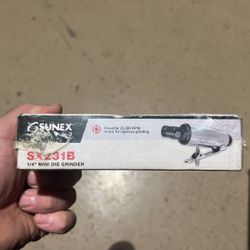 SUNEX
Powerful 25,000 RPM
motor for rigorous grinding
SX231B
1/4" MINI DIE GRINDER